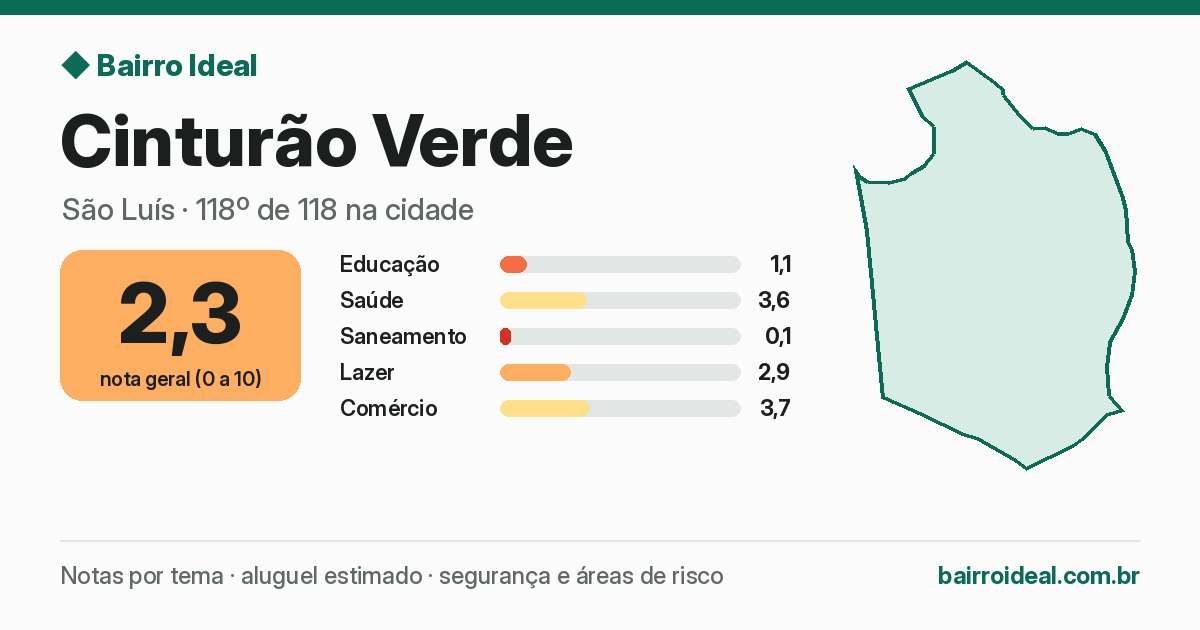 Bairro Ideal
Cinturão Verde
São Luís · 118º de 118 na cidade
2,3
nota geral (0 a 10)
Educação 1,1
Saúde 3,6
Saneamento 0,1
Lazer 2,9
Comércio 3,7
Notas por tema · aluguel estimado · segurança e áreas de risco
bairroideal.com.br